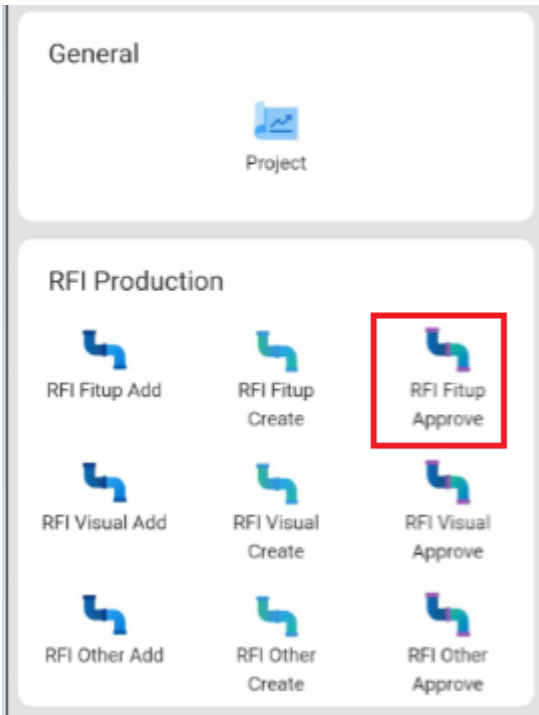 General
Project
RFI Production
RFI Fitup Add
RFI Fitup
Create
RFI Fitup
Approve
RFI Visual Add
RFI Visual
Create
RFI Visual
Approve
RFI Other Add
RFI Other
Create
RFI Other
Approve